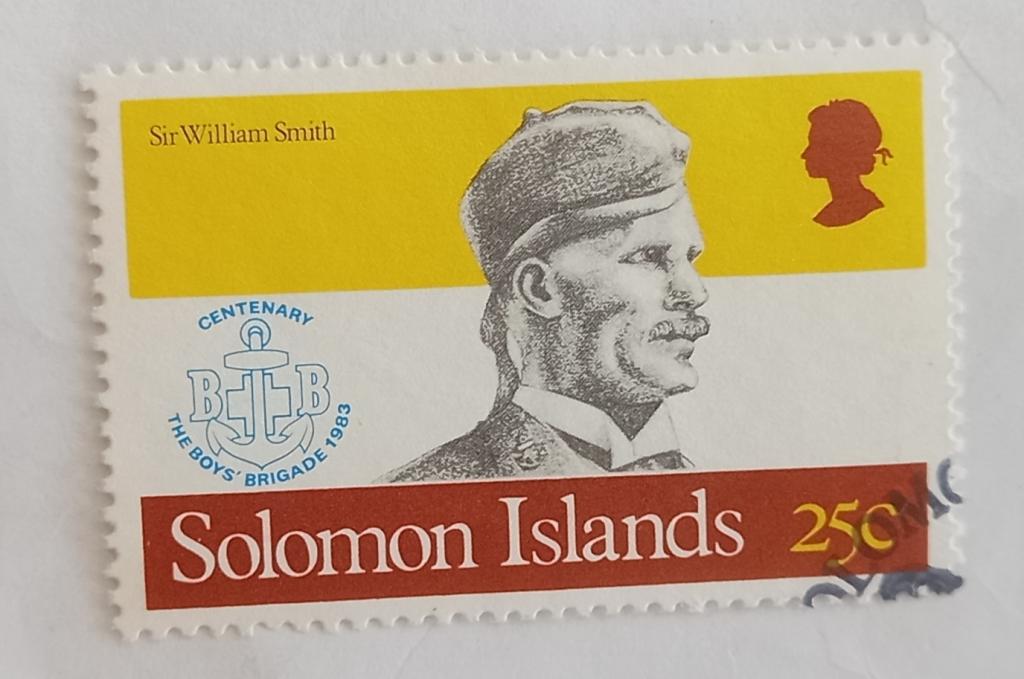 Sir William Smith
CENTENARY
B B
THE BOYS' BRIGADE 1983
Solomon Islands 25c